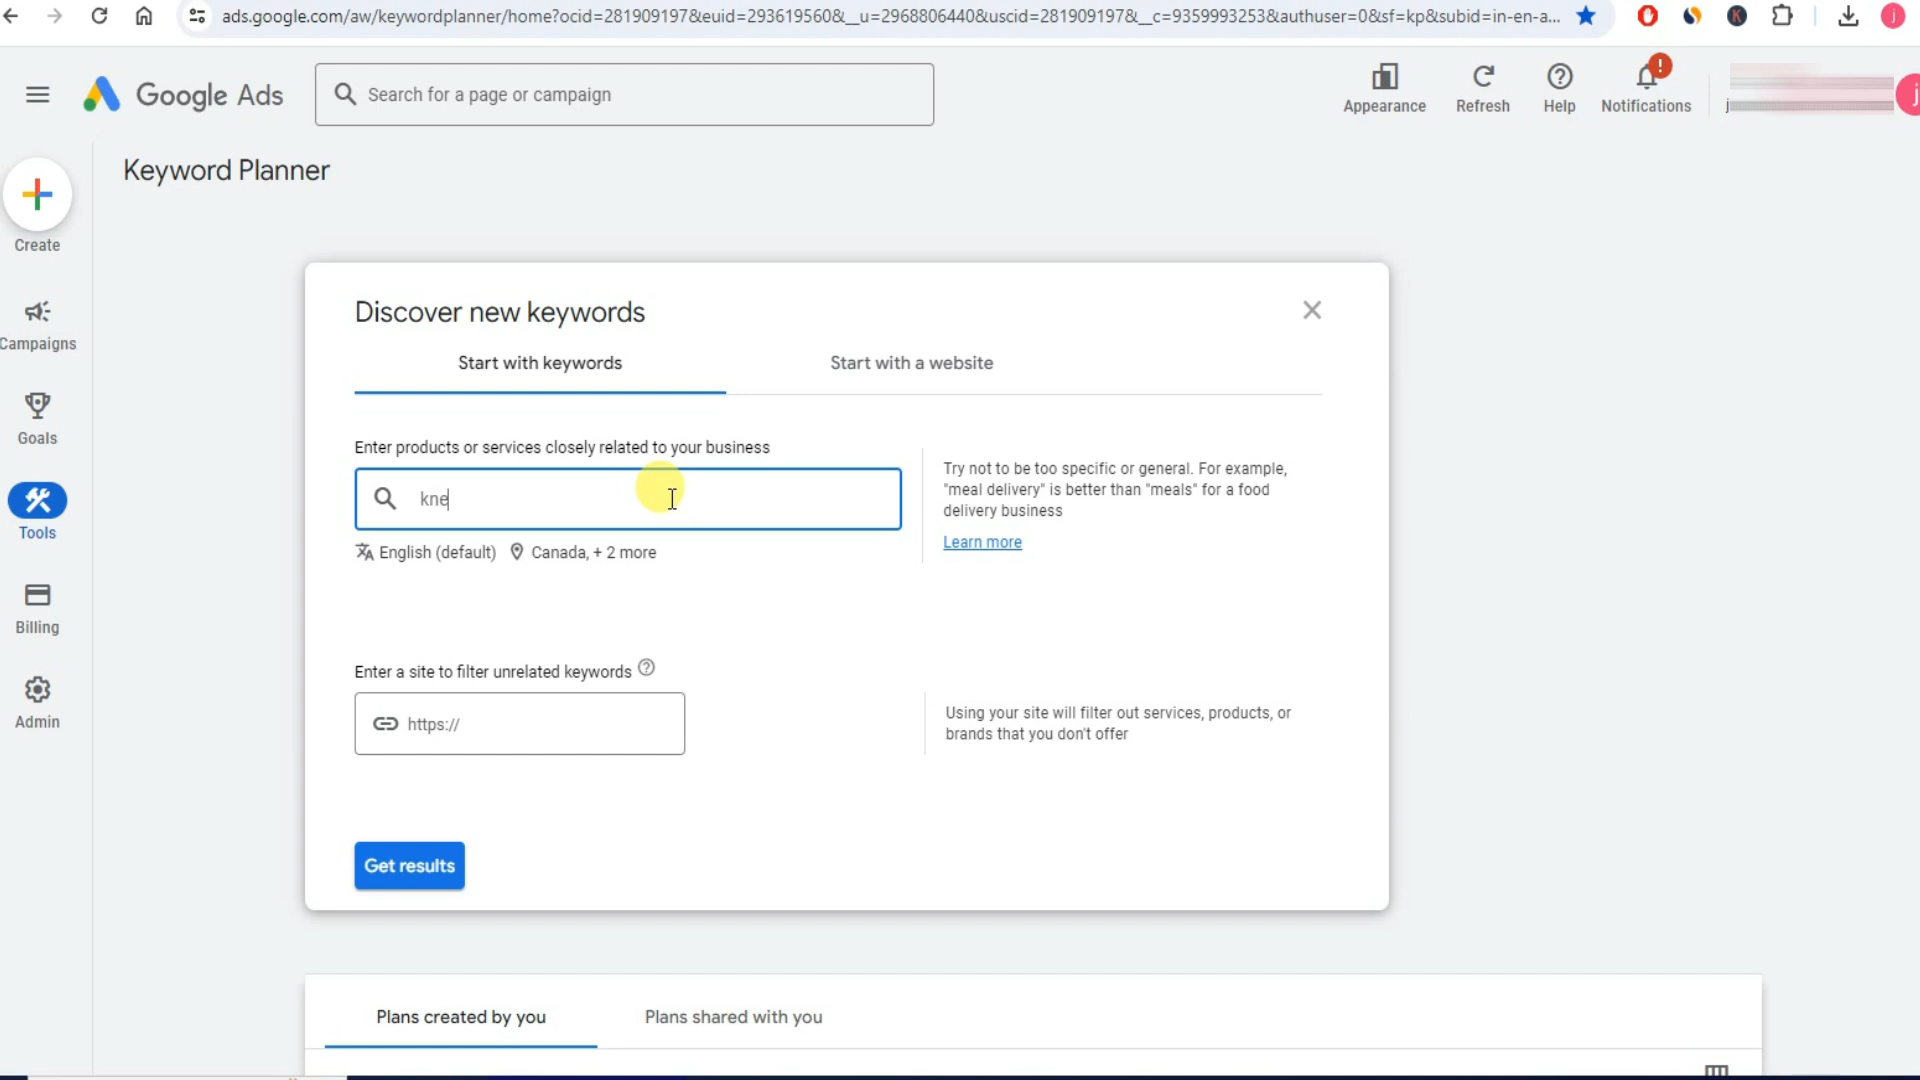 ads.google.com/aw/keywordplanner/home?ocid=281909197&euid=293619560&__u=2968806440&uscid=281909197&__c=9359993253&authuser=0&sf=kp&subid=in-en-a...
K
j
Google Ads
Search for a page or campaign
Appearance
Refresh
Help
Notifications
!
j
j
Keyword Planner
Create
Campaigns
Goals
Tools
Billing
Admin
Discover new keywords
Start with keywords
Start with a website
Enter products or services closely related to your business
kne
English (default)
Canada, + 2 more
Try not to be too specific or general. For example,
"meal delivery" is better than "meals" for a food
delivery business
Learn more
Enter a site to filter unrelated keywords
https://
Using your site will filter out services, products, or
brands that you don't offer
Get results
Plans created by you
Plans shared with you